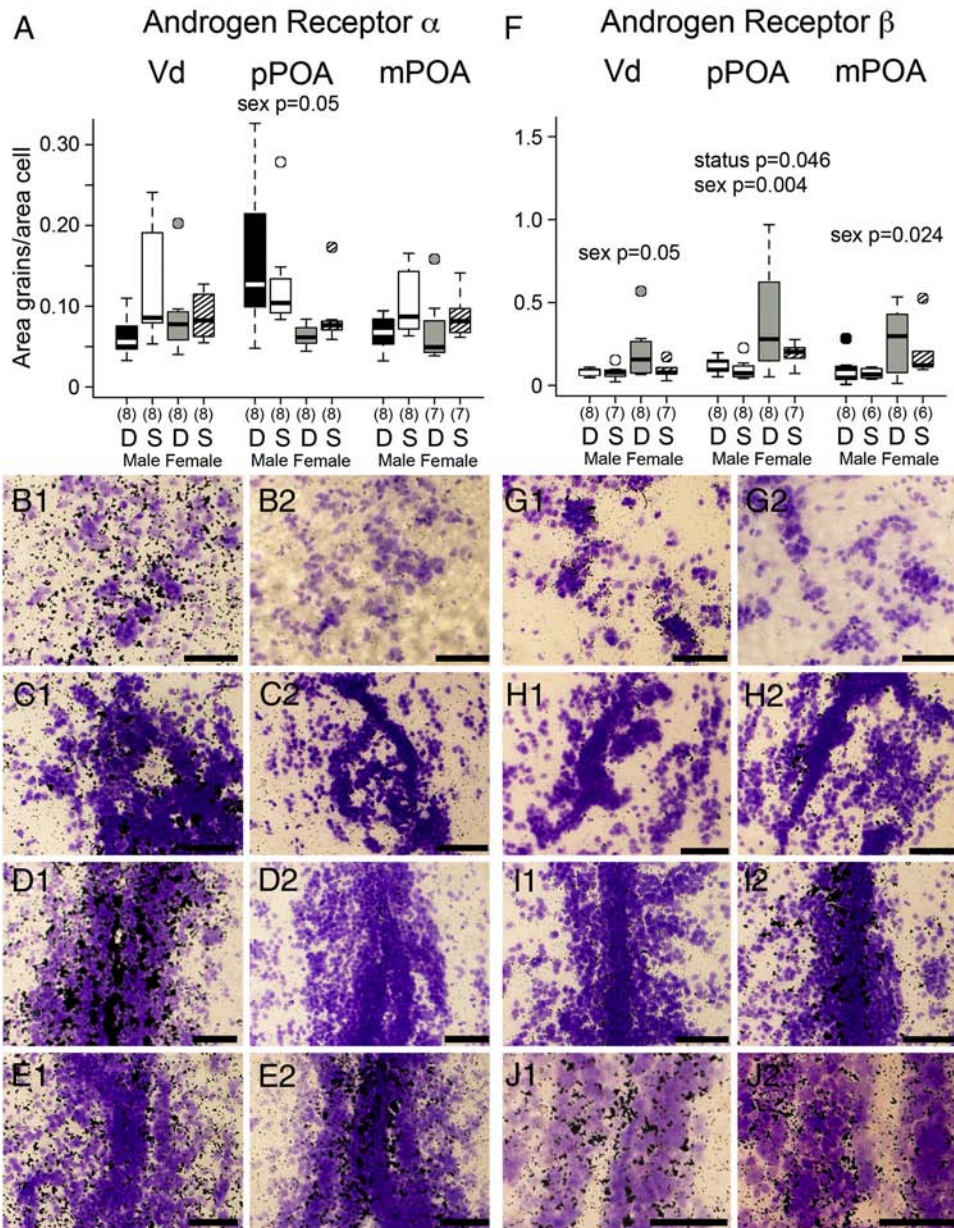 A Androgen Receptor α
Vd pPOA mPOA
sex p=0.05
Area grains/area cell
0.30
0.20
0.10
0
(8) (8) (8) (8) (8) (8) (8) (8) (8) (8) (7) (7)
D S D S D S D S D S D S
Male Female Male Female Male Female
F Androgen Receptor β
Vd pPOA mPOA
1.5
status p=0.046
sex p=0.004
1.0
sex p=0.05
sex p=0.024
0.5
0
(8) (7) (8) (7) (8) (8) (8) (7) (8) (6) (8) (6)
D S D S D S D S D S D S
Male Female Male Female Male Female
B1 B2 G1 G2
C1 C2 H1 H2
D1 D2 I1 I2
E1 E2 J1 J2